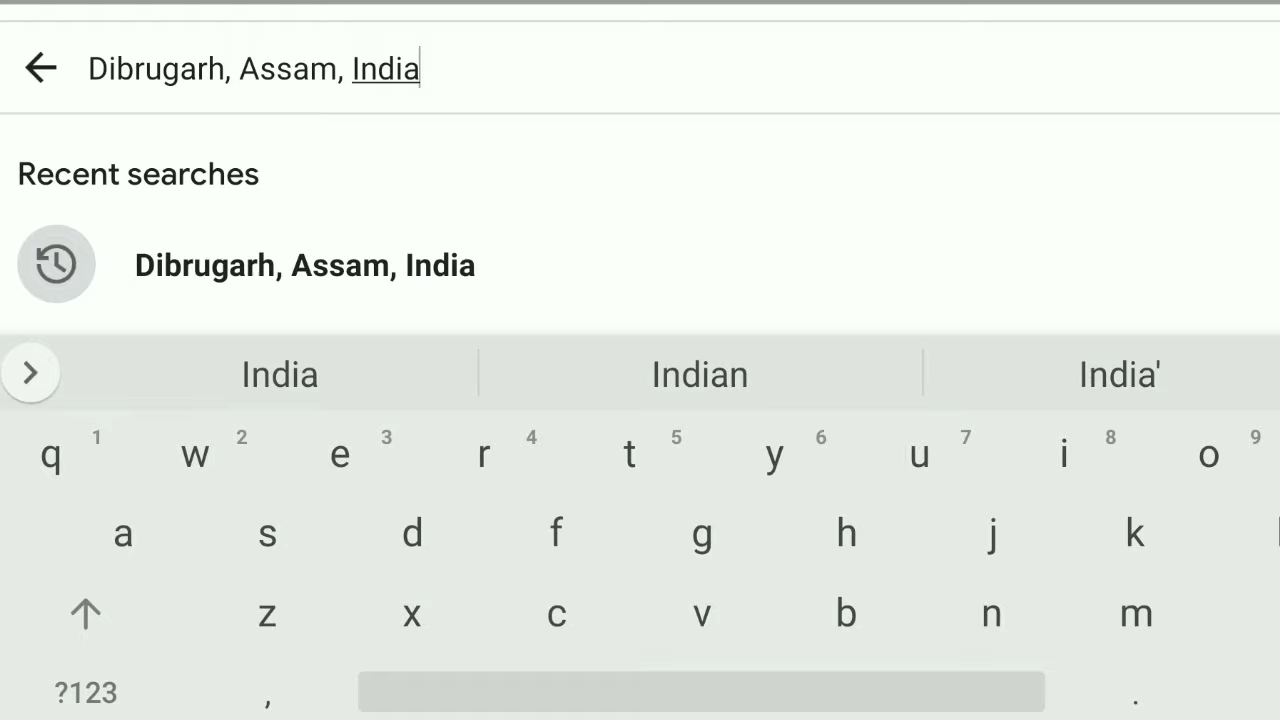 Dibrugarh, Assam, India
Recent searches
Dibrugarh, Assam, India
India Indian India'
q 1 w 2 e 3 r 4 t 5 y 6 u 7 i 8 o 9
a s d f g h j k
z x c v b n m
?123 , .